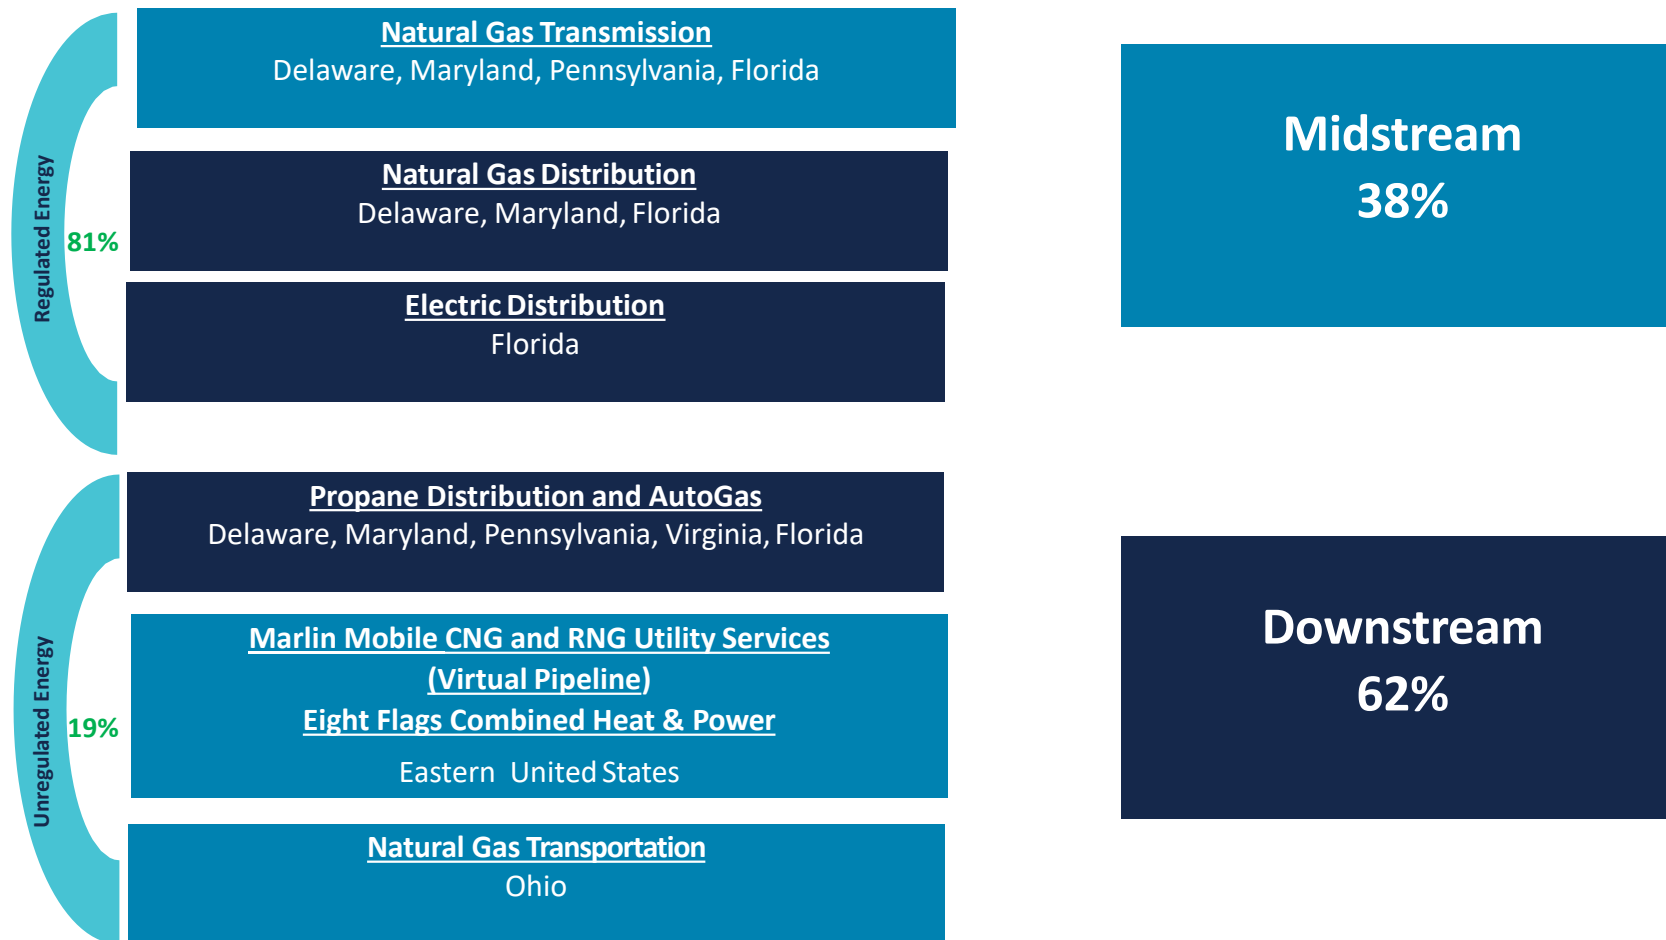 Regulated Energy
81%
Natural Gas Transmission
Delaware, Maryland, Pennsylvania, Florida
Natural Gas Distribution
Delaware, Maryland, Florida
Electric Distribution
Florida
Unregulated Energy
19%
Propane Distribution and AutoGas
Delaware, Maryland, Pennsylvania, Virginia, Florida
Marlin Mobile CNG and RNG Utility Services
(Virtual Pipeline)
Eight Flags Combined Heat & Power
Eastern United States
Natural Gas Transportation
Ohio
Midstream
38%
Downstream
62%